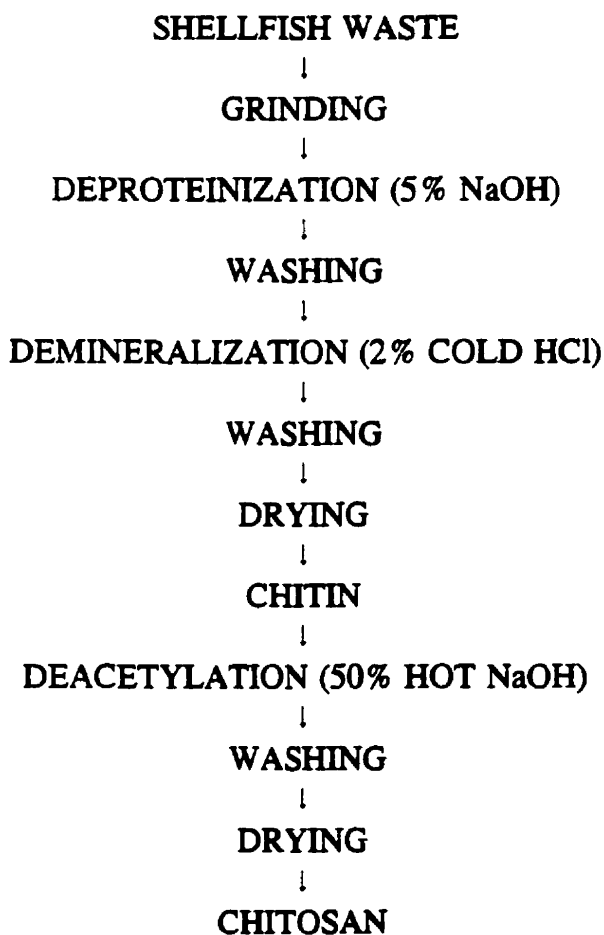 SHELLFISH WASTE
↓
GRINDING
↓
DEPROTEINIZATION (5% NaOH)
↓
WASHING
↓
DEMINERALIZATION (2% COLD HCl)
↓
WASHING
↓
DRYING
↓
CHITIN
↓
DEACETYLATION (50% HOT NaOH)
↓
WASHING
↓
DRYING
↓
CHITOSAN